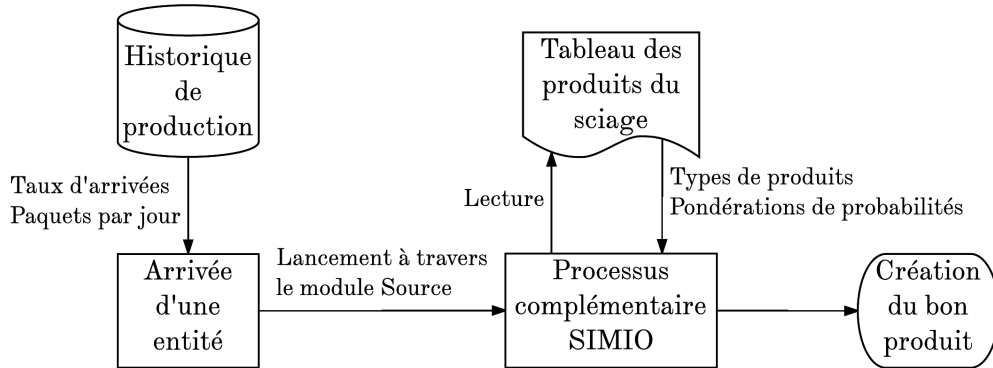 Historique
de
production
Tableau des
produits du
sciage
Taux d'arrivées
Paquets par jour
Lecture
Types de produits
Pondérations de probabilités
Arrivée
d'une
entité
Lancement à travers
le module Source
Processus
complémentaire
SIMIO
Création
du bon
produit